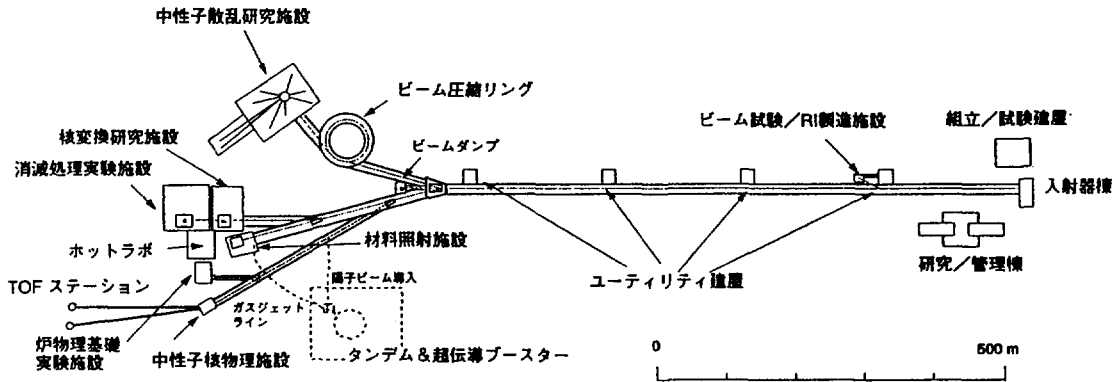 中性子散乱研究施設
ビーム圧縮リング
ビーム試験/RI製造施設
組立/試験建屋
核変換研究施設
ビームダンプ
消滅処理実験施設
入射器棟
ホットラボ
材料照射施設
研究/管理棟
陽子ビーム導入
ユーティリティ建屋
TOF ステーション
ガスジェット
ライン
炉物理基礎
実験施設
中性子核物理施設
タンデム&超伝導ブースター
0
500 m